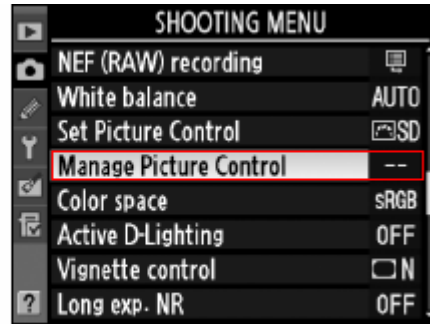 SHOOTING MENU
NEF (RAW) recording
White balance AUTO
Set Picture Control SD
Manage Picture Control --
Color space sRGB
Active D-Lighting OFF
Vignette control N
Long exp. NR OFF
?